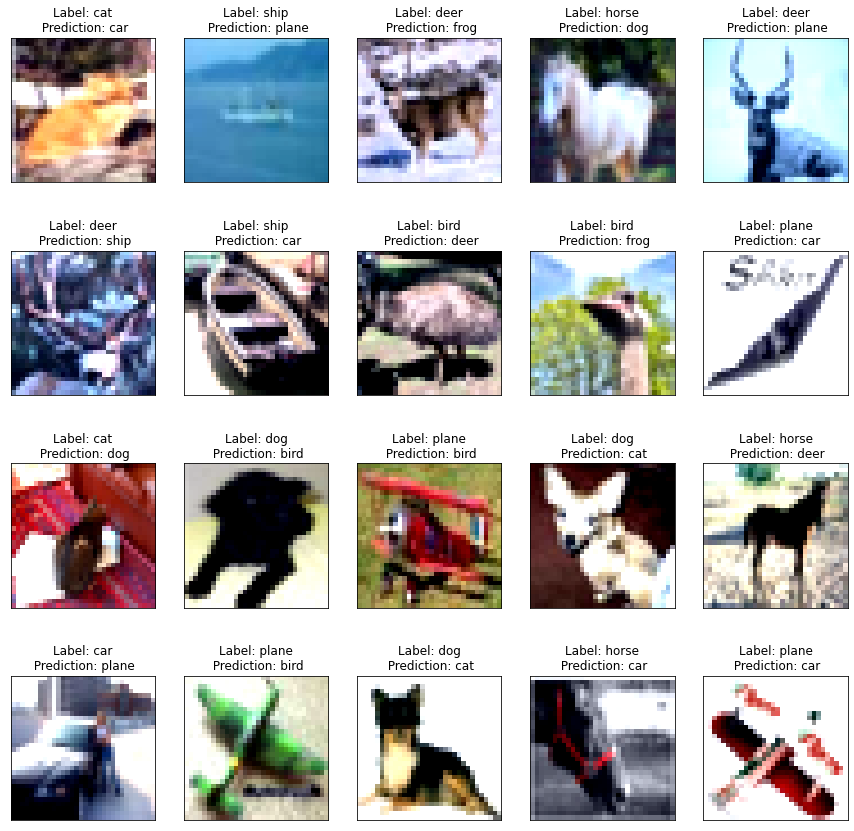 Label: cat
Prediction: car
Label: ship
Prediction: plane
Label: deer
Prediction: frog
Label: horse
Prediction: dog
Label: deer
Prediction: plane
Label: deer
Prediction: ship
Label: ship
Prediction: car
Label: bird
Prediction: deer
Label: bird
Prediction: frog
Label: plane
Prediction: car
Label: cat
Prediction: dog
Label: dog
Prediction: bird
Label: plane
Prediction: bird
Label: dog
Prediction: cat
Label: horse
Prediction: deer
Label: car
Prediction: plane
Label: plane
Prediction: bird
Label: dog
Prediction: cat
Label: horse
Prediction: car
Label: plane
Prediction: car